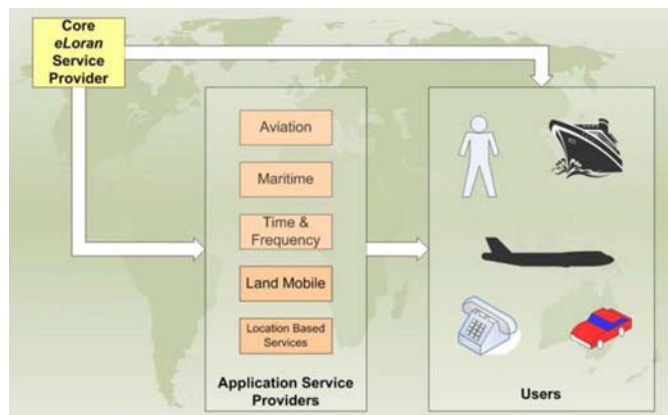 Core
eLoran
Service
Provider
Aviation
Maritime
Time &
Frequency
Land Mobile
Location Based
Services
Application Service
Providers
Users